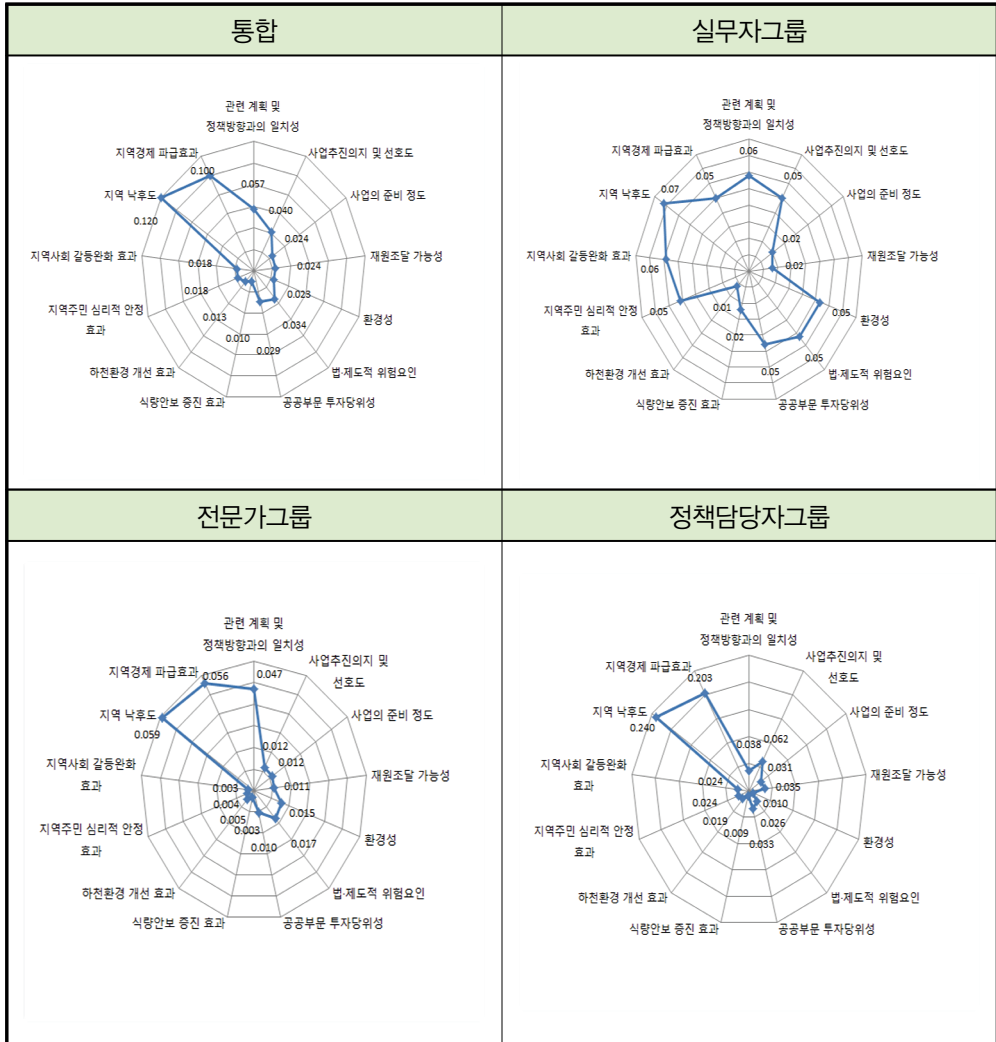 통합
실무자그룹
관련 계획 및
정책방향과의 일치성
사업추진의지 및 선호도
사업의 준비 정도
재원조달 가능성
환경성
법·제도적 위험요인
공공부문 투자당위성
식량안보 증진 효과
하천환경 개선 효과
지역주민 심리적 안정
효과
지역사회 갈등완화 효과
지역 낙후도
지역경제 파급효과
0.057
0.040
0.024
0.024
0.023
0.034
0.029
0.010
0.013
0.018
0.018
0.120
0.100
관련 계획 및
정책방향과의 일치성
사업추진의지 및 선호도
사업의 준비 정도
재원조달 가능성
환경성
법·제도적 위험요인
공공부문 투자당위성
식량안보 증진 효과
하천환경 개선 효과
지역주민 심리적 안정
효과
지역사회 갈등완화 효과
지역 낙후도
지역경제 파급효과
0.06
0.05
0.02
0.02
0.05
0.05
0.05
0.02
0.01
0.05
0.06
0.07
0.05
전문가그룹
정책담당자그룹
관련 계획 및
정책방향과의 일치성
사업추진의지 및
선호도
사업의 준비 정도
재원조달 가능성
환경성
법·제도적 위험요인
공공부문 투자당위성
식량안보 증진 효과
하천환경 개선 효과
지역주민 심리적 안정
효과
지역사회 갈등완화
효과
지역 낙후도
지역경제 파급효과
0.047
0.012
0.012
0.011
0.015
0.017
0.010
0.003
0.005
0.004
0.003
0.059
0.056
관련 계획 및
정책방향과의 일치성
사업추진의지 및
선호도
사업의 준비 정도
재원조달 가능성
환경성
법·제도적 위험요인
공공부문 투자당위성
식량안보 증진 효과
하천환경 개선 효과
지역주민 심리적 안정
효과
지역사회 갈등완화
효과
지역 낙후도
지역경제 파급효과
0.038
0.062
0.031
0.035
0.010
0.026
0.033
0.009
0.019
0.024
0.024
0.240
0.203